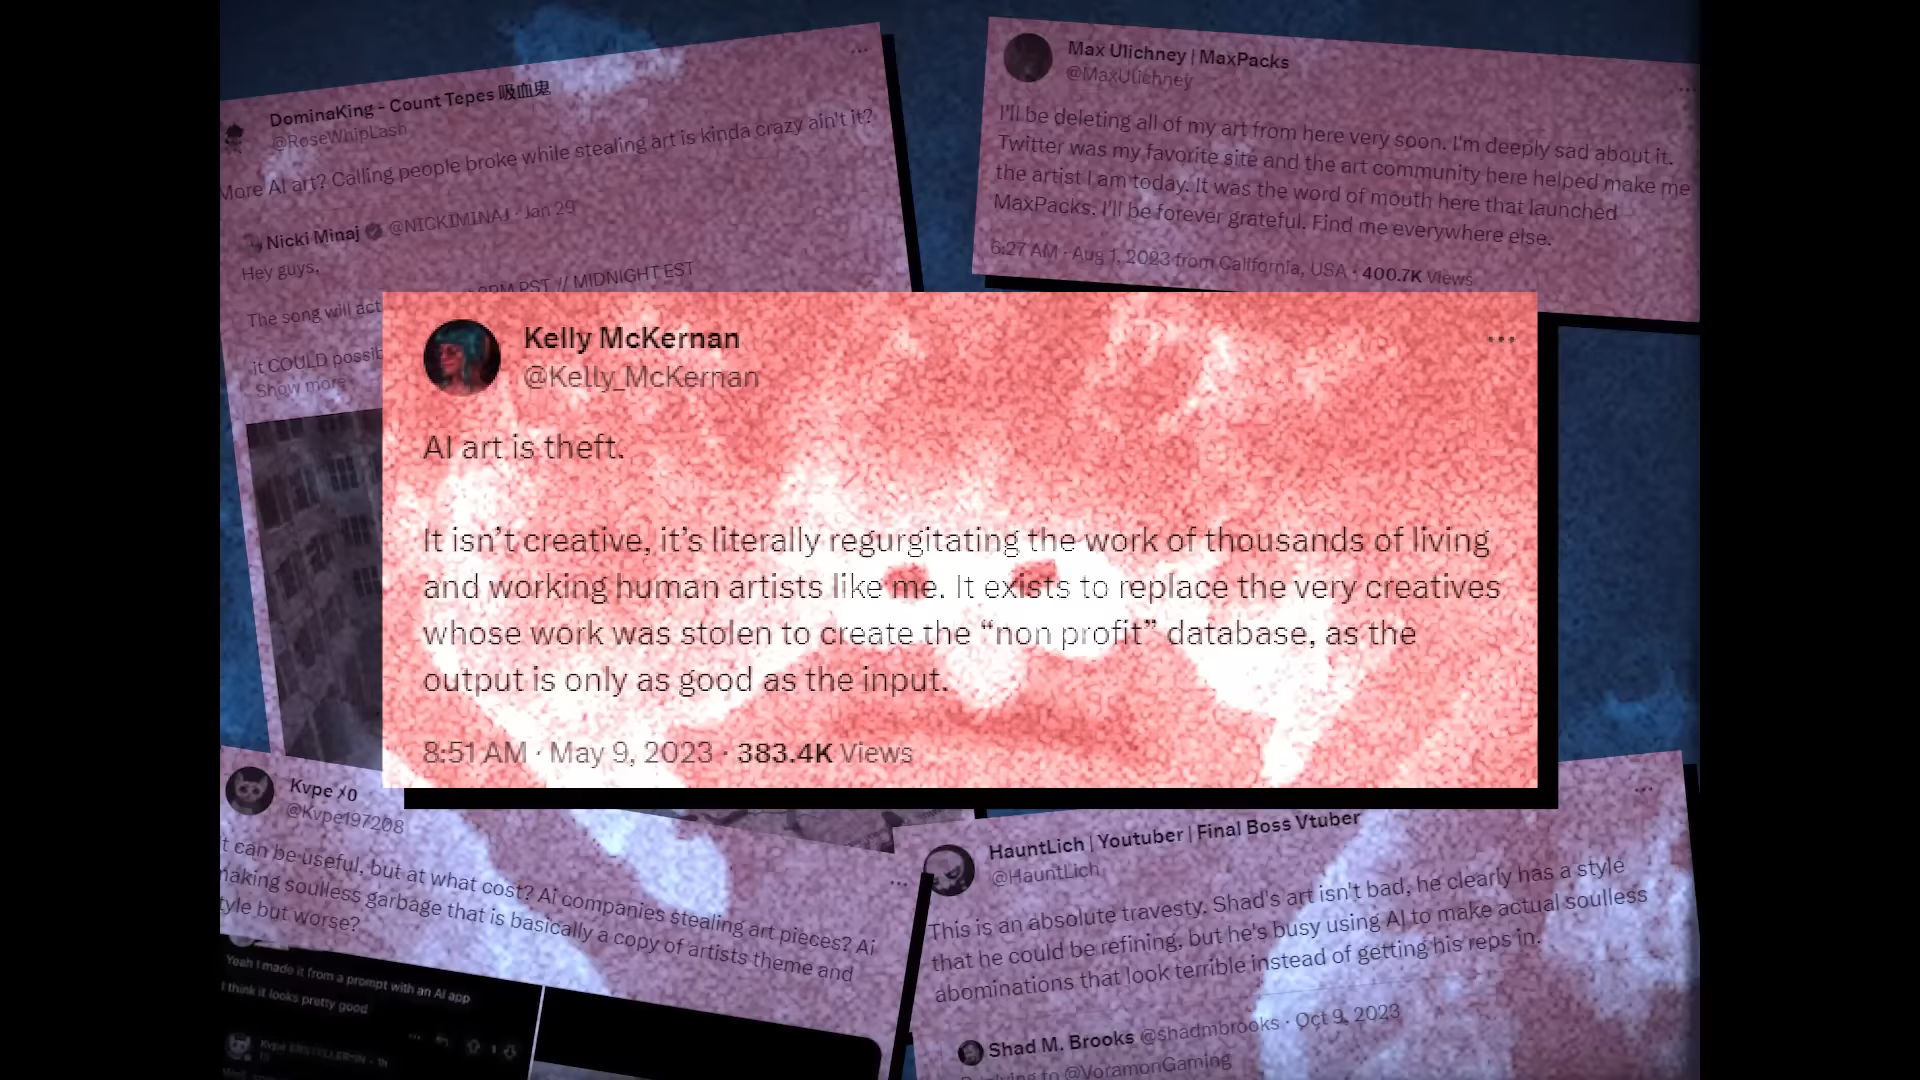 DominaKing - Count Tepes 吸血鬼
@RoseWhipLash
More AI art? Calling people broke while stealing art is kinda crazy ain't it?
Nicki Minaj @NICKIMINAJ · Jan 29
Hey guys,
The song will act PM PST // MIDNIGHT EST
it COULD possib
Show more
Max Ulichney | MaxPacks
@MaxUlichney
I'll be deleting all of my art from here very soon. I'm deeply sad about it.
Twitter was my favorite site and the art community here helped make me
the artist I am today. It was the word of mouth here that launched
MaxPacks. I'll be forever grateful. Find me everywhere else.
6:27 AM · Aug 1, 2023 from California, USA · 400.7K Views
Kelly McKernan
@Kelly_McKernan
AI art is theft.
It isn't creative, it's literally regurgitating the work of thousands of living
and working human artists like me. It exists to replace the very creatives
whose work was stolen to create the “non profit” database, as the
output is only as good as the input.
8:51 AM · May 9, 2023 · 383.4K Views
Kvpe ⚡0
@Kvpe197208
t can be useful, but at what cost? Ai companies stealing art pieces? Ai
making soulless garbage that is basically a copy of artists theme and
tyle but worse?
Yeah I made it from a prompt with an AI app
I think it looks pretty good
HauntLich | Youtuber | Final Boss Vtuber
@HauntLich
This is an absolute travesty. Shad's art isn't bad, he clearly has a style
that he could be refining, but he's busy using AI to make actual soulless
abominations that look terrible instead of getting his reps in.
Shad M. Brooks @shadmbrooks · Oct 9, 2023
Replying to @VoramonGaming